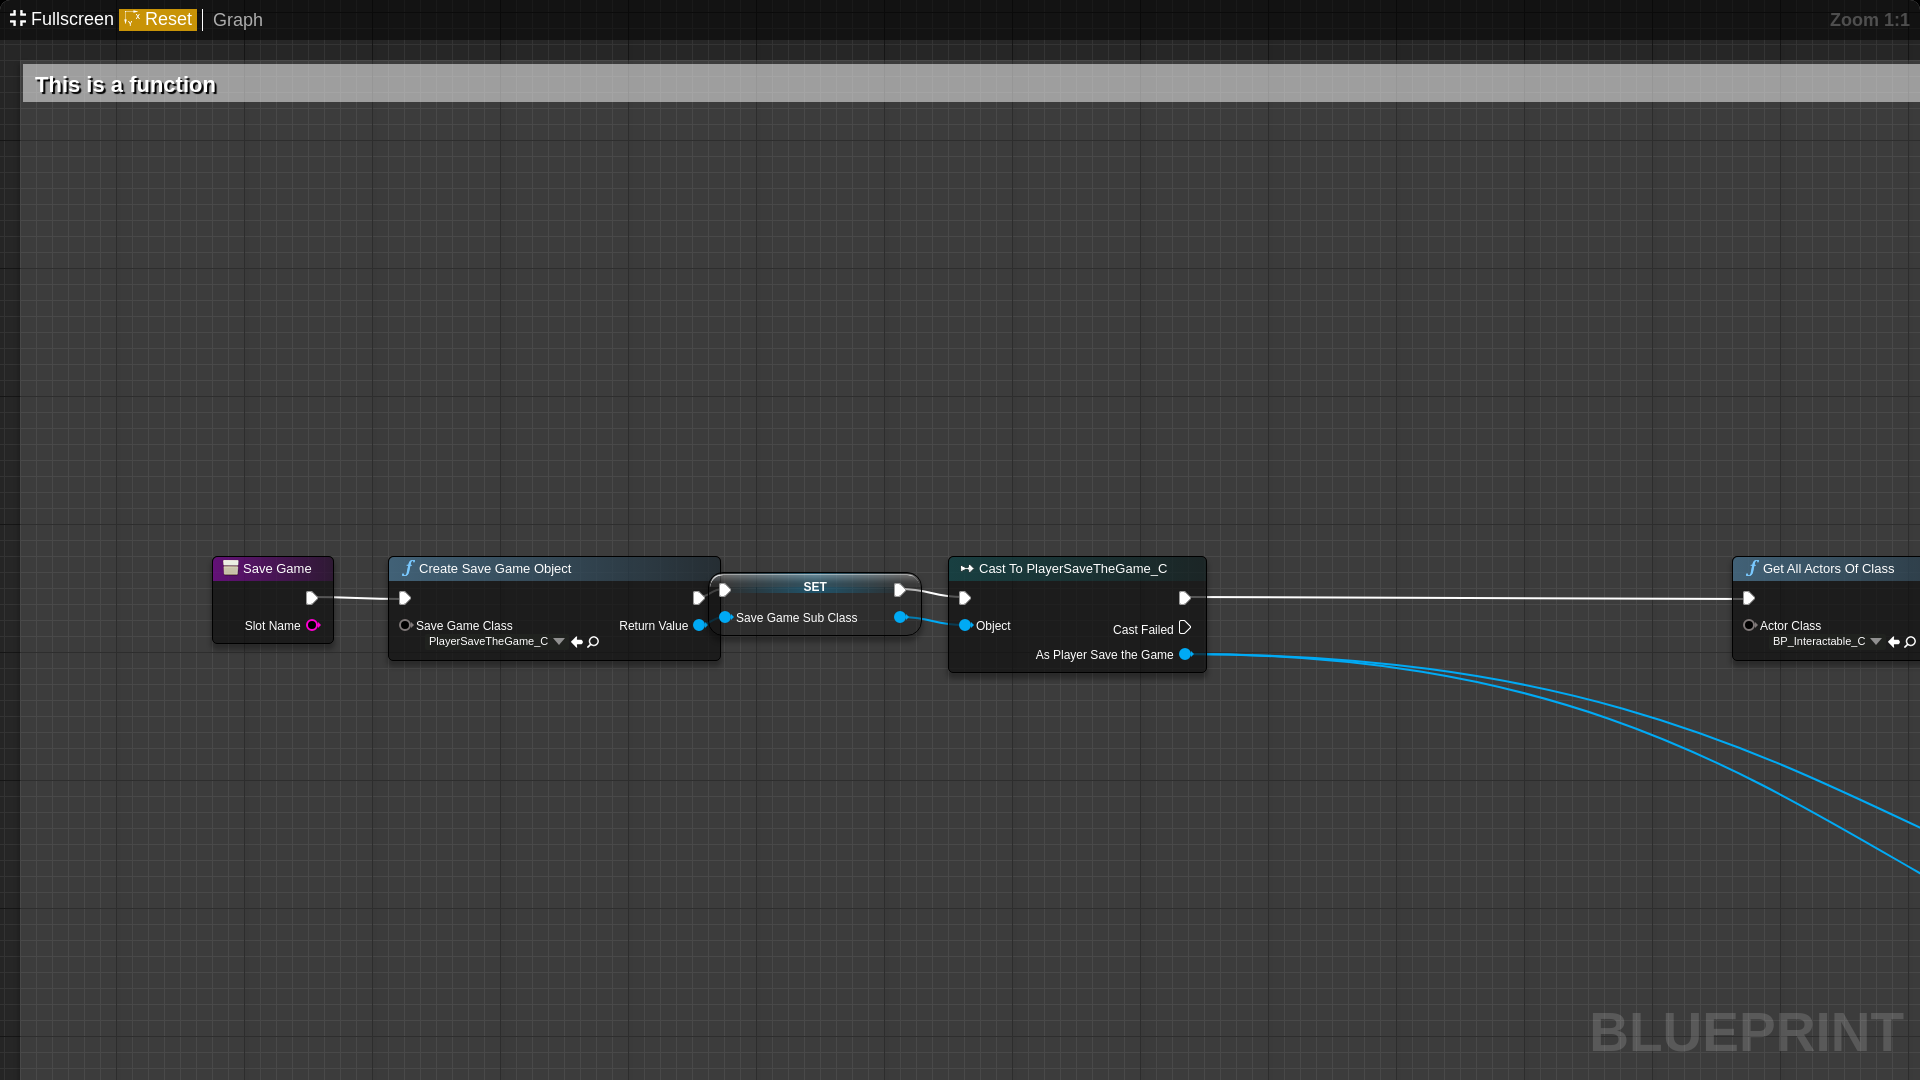 Fullscreen Reset Graph Zoom 1:1
This is a function
Save Game
Slot Name
Create Save Game Object
Save Game Class
PlayerSaveTheGame_C
Return Value
SET
Save Game Sub Class
Cast To PlayerSaveTheGame_C
Object
Cast Failed
As Player Save the Game
Get All Actors Of Class
Actor Class
BP_Interactable_C
BLUEPRINT